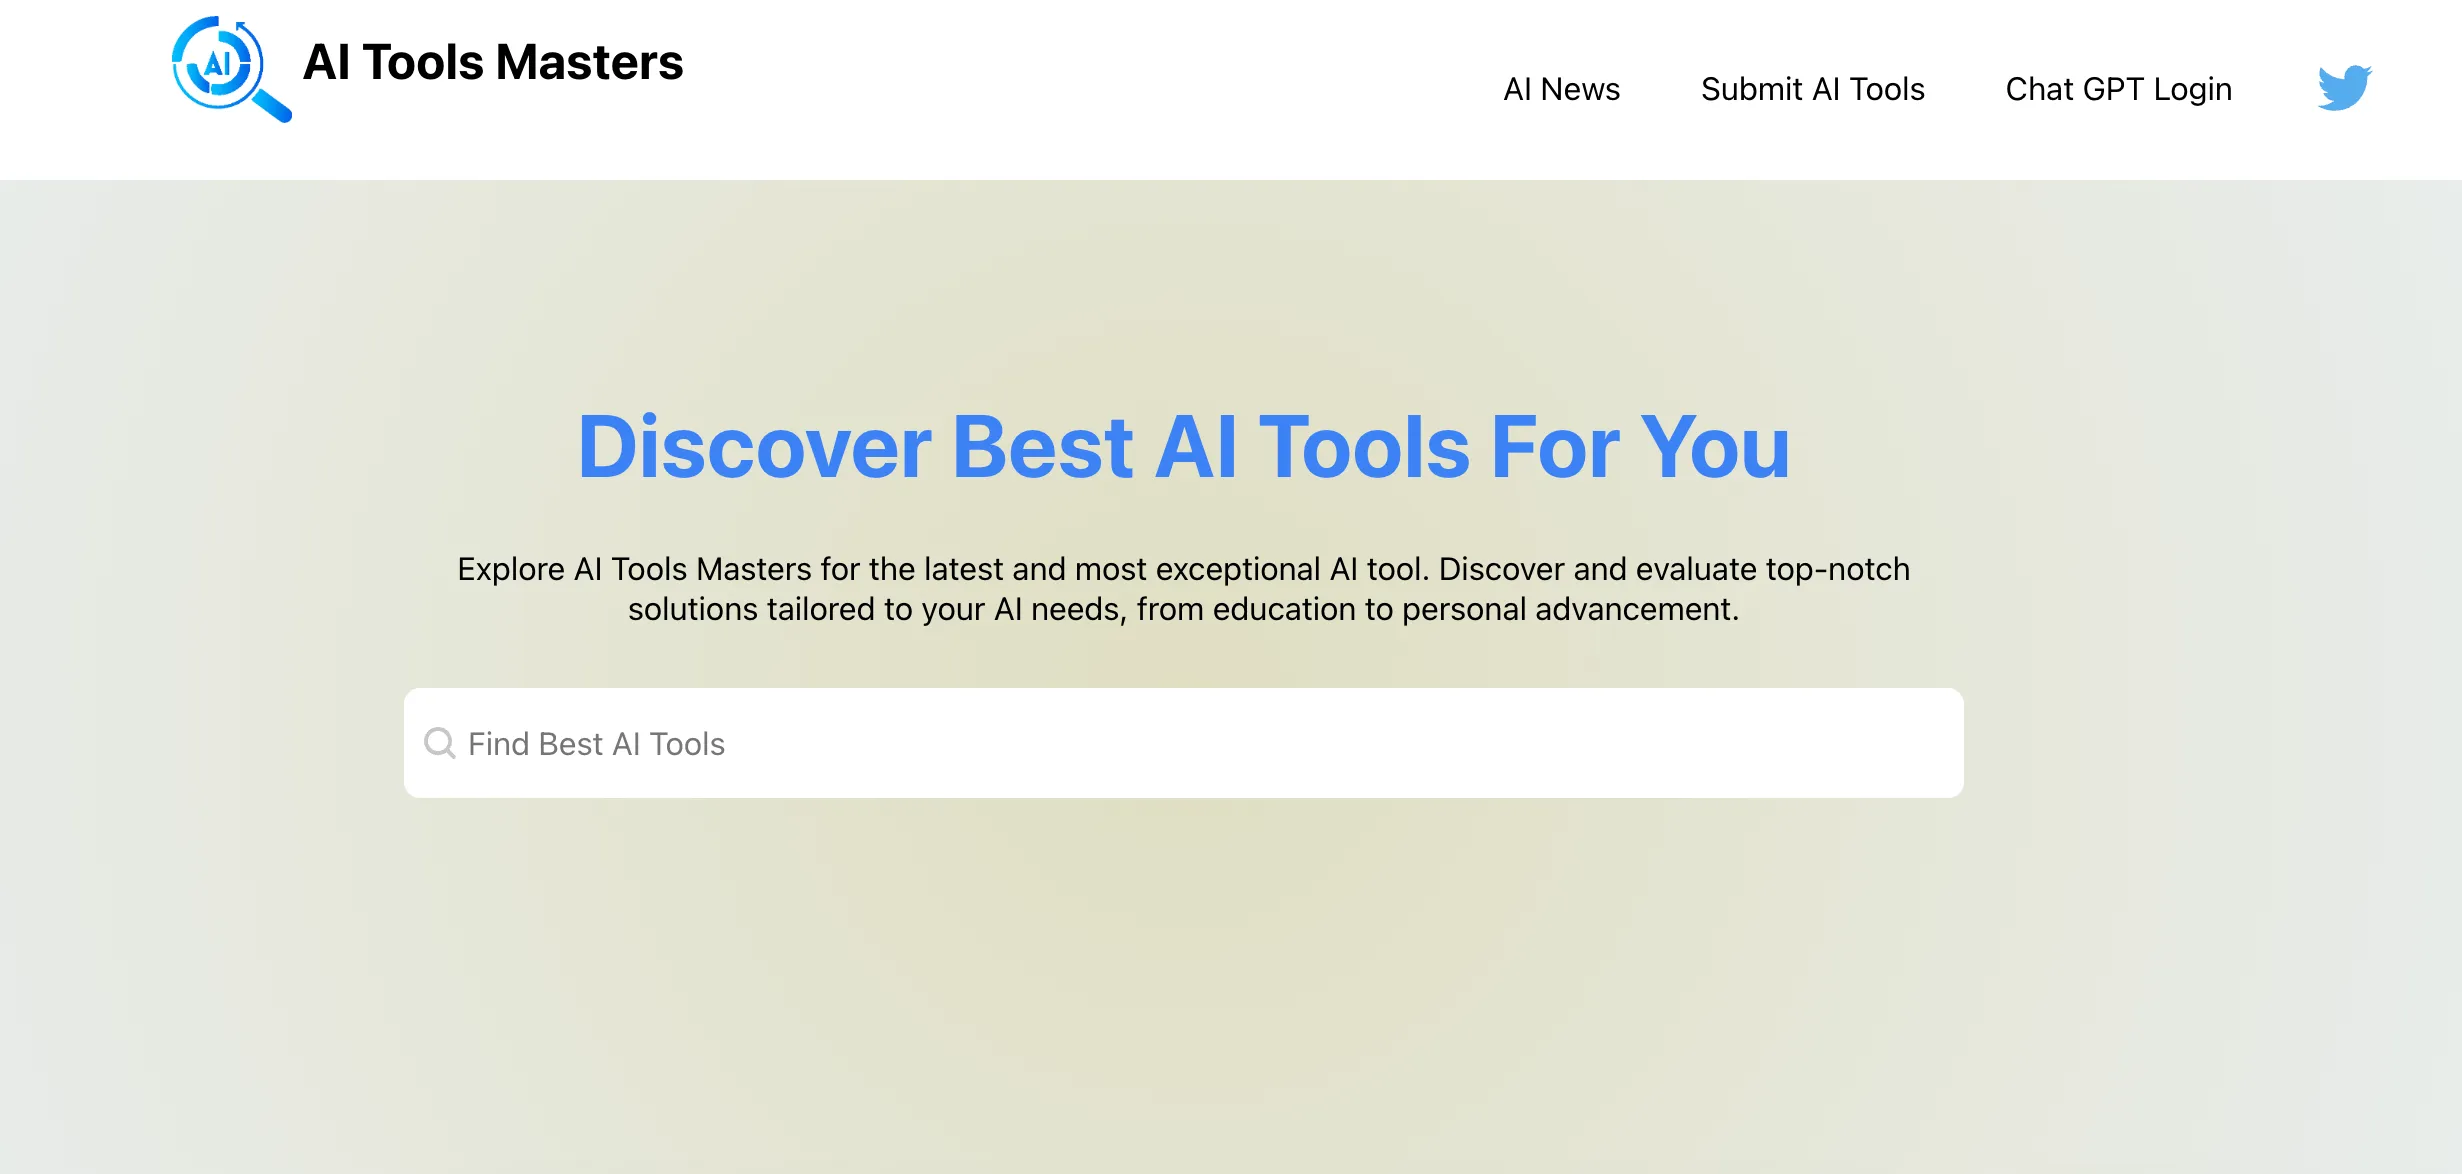 AI
AI Tools Masters
AI News
Submit AI Tools
Chat GPT Login
Discover Best AI Tools For You
Explore AI Tools Masters for the latest and most exceptional AI tool. Discover and evaluate top-notch
solutions tailored to your AI needs, from education to personal advancement.
Find Best AI Tools